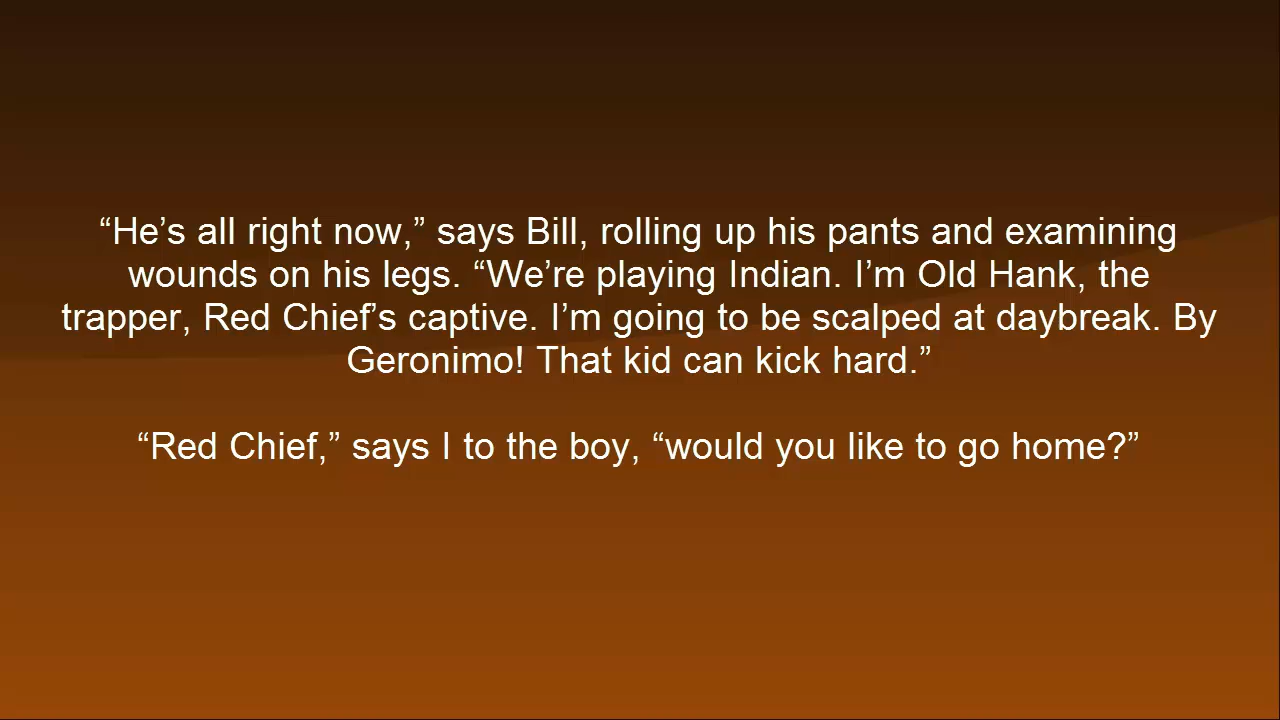 “He’s all right now,” says Bill, rolling up his pants and examining
wounds on his legs. “We’re playing Indian. I’m Old Hank, the
trapper, Red Chief’s captive. I’m going to be scalped at daybreak. By
Geronimo! That kid can kick hard.”
“Red Chief,” says I to the boy, “would you like to go home?”